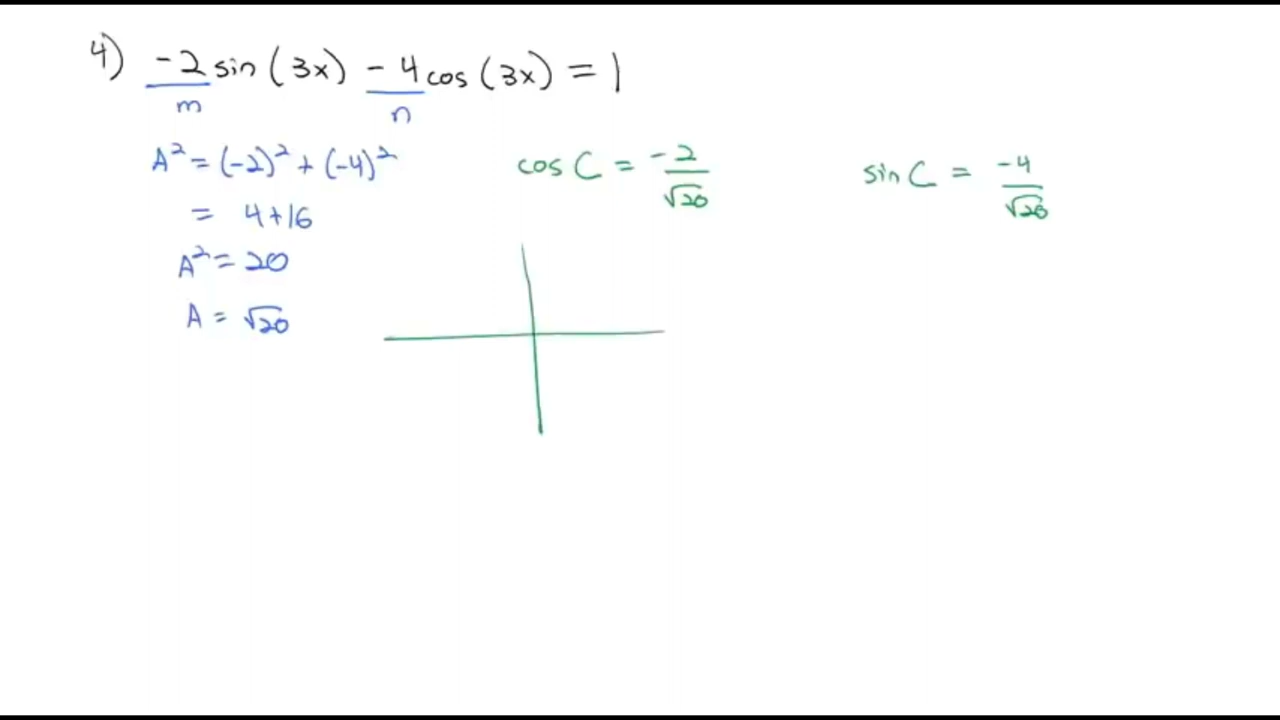 4) -2 sin (3x) - 4 cos (3x) = 1
m n
A² = (-2)² + (-4)² cos C = -2/√20 sin C = -4/√20
= 4+16
A² = 20
A = √20